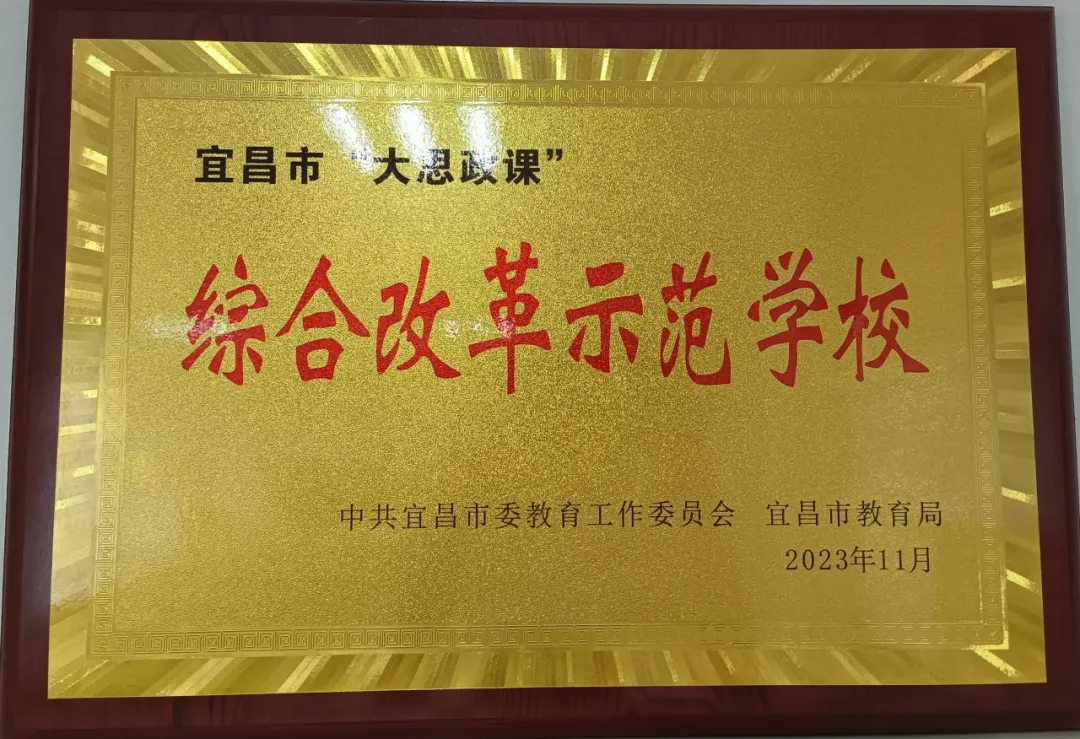 宜昌市“大思政课”
综合改革示范学校
中共宜昌市委教育工作委员会 宜昌市教育局
2023年11月